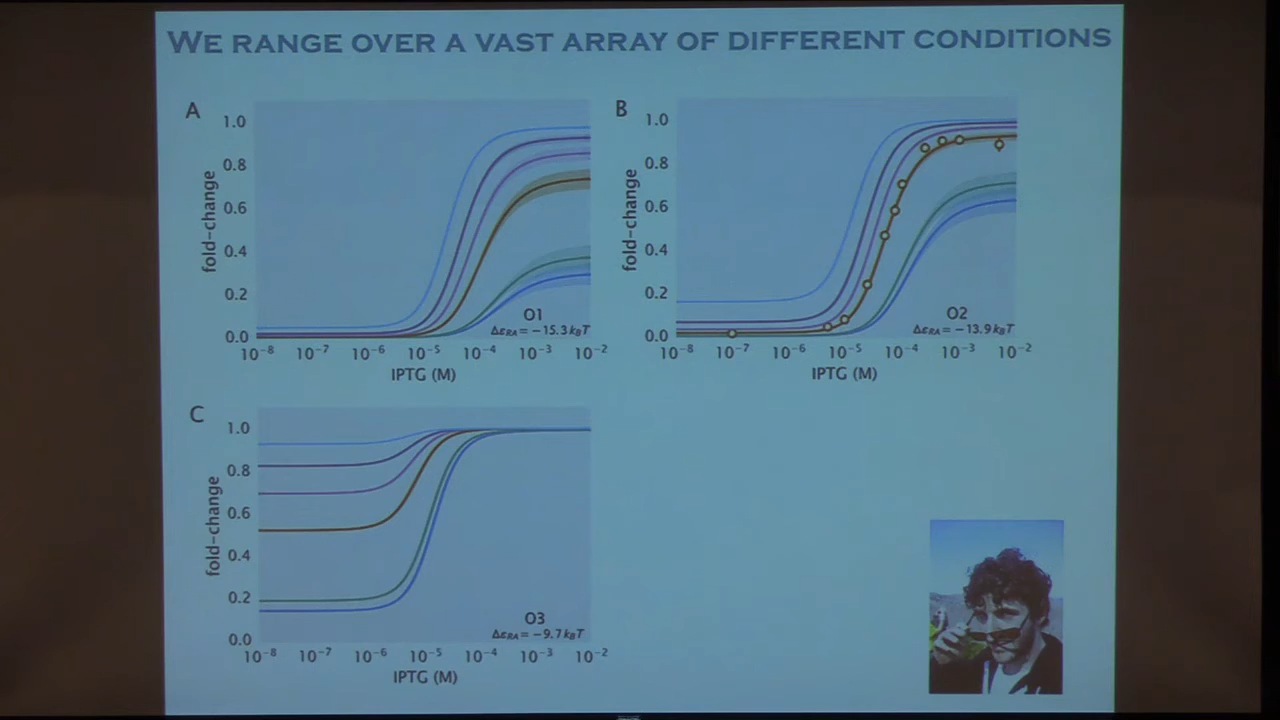 WE RANGE OVER A VAST ARRAY OF DIFFERENT CONDITIONS
A
fold-change
1.0
0.8
0.6
0.4
0.2
0.0
O1
Δε_RA = −15.3 k_BT
10⁻⁸ 10⁻⁷ 10⁻⁶ 10⁻⁵ 10⁻⁴ 10⁻³ 10⁻²
IPTG (M)
B
fold-change
1.0
0.8
0.6
0.4
0.2
0.0
O2
Δε_RA = −13.9 k_BT
10⁻⁸ 10⁻⁷ 10⁻⁶ 10⁻⁵ 10⁻⁴ 10⁻³ 10⁻²
IPTG (M)
C
fold-change
1.0
0.8
0.6
0.4
0.2
0.0
O3
Δε_RA = −9.7 k_BT
10⁻⁸ 10⁻⁷ 10⁻⁶ 10⁻⁵ 10⁻⁴ 10⁻³ 10⁻²
IPTG (M)